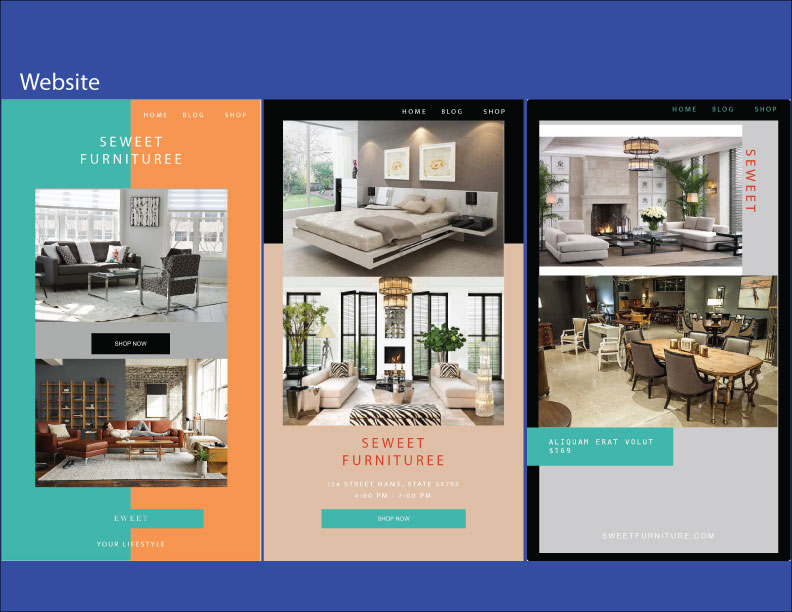 Website
HOME BLOG SHOP
SEWEET
FURNITUREE
SHOP NOW
EWEET
YOUR LIFESTYLE
HOME BLOG SHOP
SEWEET
FURNITUREE
124 STREET NAME, STATE 56793
4:00 PM - 7:00 PM
SHOP NOW
HOME BLOG SHOP
SEWEET
ALIQUAM ERAT VOLUT
$169
SWEETFURNITURE.COM